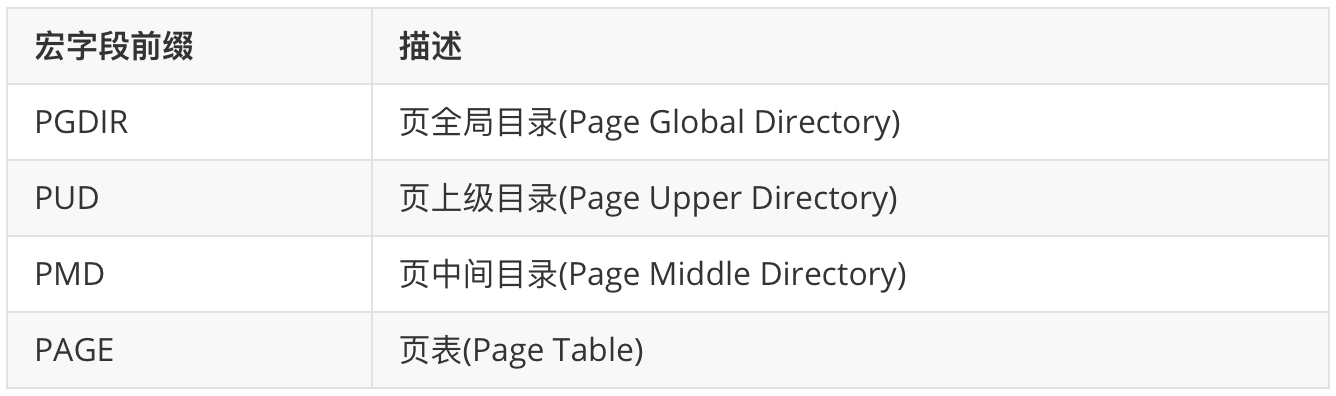 宏字段前缀 描述
PGDIR 页全局目录(Page Global Directory)
PUD 页上级目录(Page Upper Directory)
PMD 页中间目录(Page Middle Directory)
PAGE 页表(Page Table)